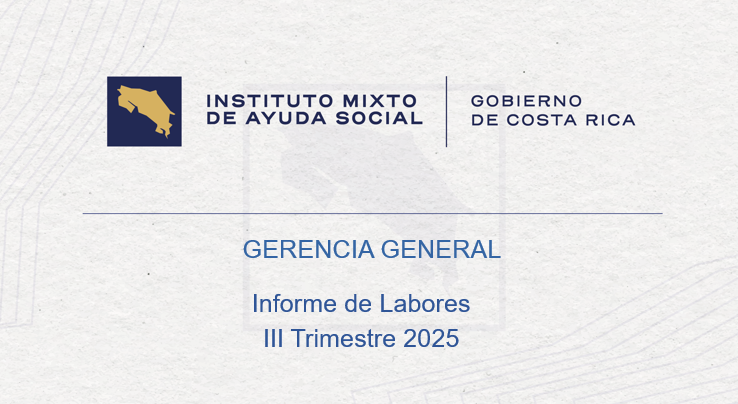 INSTITUTO MIXTO
DE AYUDA SOCIAL
GOBIERNO
DE COSTA RICA
GERENCIA GENERAL
Informe de Labores
III Trimestre 2025